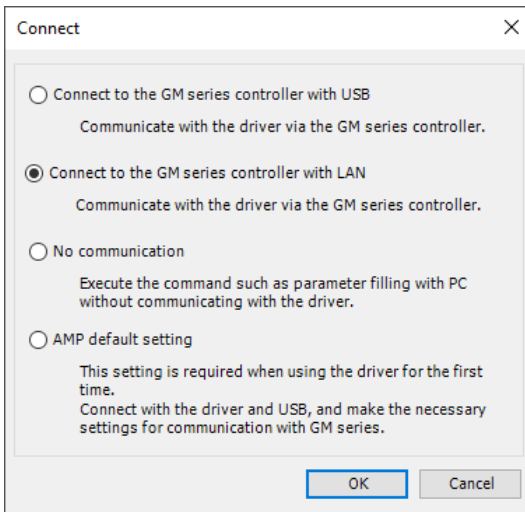 Connect
Connect to the GM series controller with USB
Communicate with the driver via the GM series controller.
Connect to the GM series controller with LAN
Communicate with the driver via the GM series controller.
No communication
Execute the command such as parameter filling with PC
without communicating with the driver.
AMP default setting
This setting is required when using the driver for the first
time.
Connect with the driver and USB, and make the necessary
settings for communication with GM series.
OK Cancel